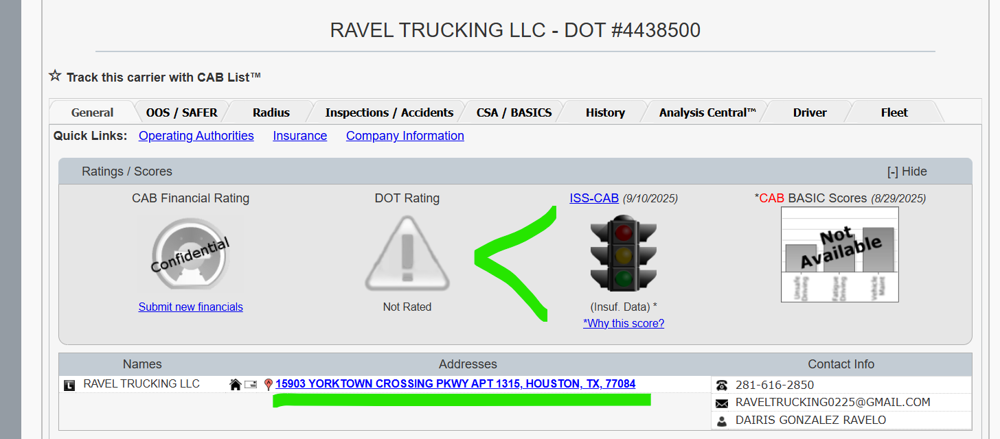 RAVEL TRUCKING LLC - DOT #4438500
☆ Track this carrier with CAB List™
General OOS / SAFER Radius Inspections / Accidents CSA / BASICS History Analysis Central™ Driver Fleet
Quick Links: Operating Authorities Insurance Company Information
Ratings / Scores [-] Hide
CAB Financial Rating DOT Rating ISS-CAB (9/10/2025) *CAB BASIC Scores (8/29/2025)
Confidential
Not Available
Unsafe Driving Fatigue Driving Vehicle Maint
Submit new financials Not Rated (Insuf. Data) *
*Why this score?
Names Addresses Contact Info
L RAVEL TRUCKING LLC 15903 YORKTOWN CROSSING PKWY APT 1315, HOUSTON, TX, 77084 281-616-2850
RAVELTRUCKING0225@GMAIL.COM
DAIRIS GONZALEZ RAVELO